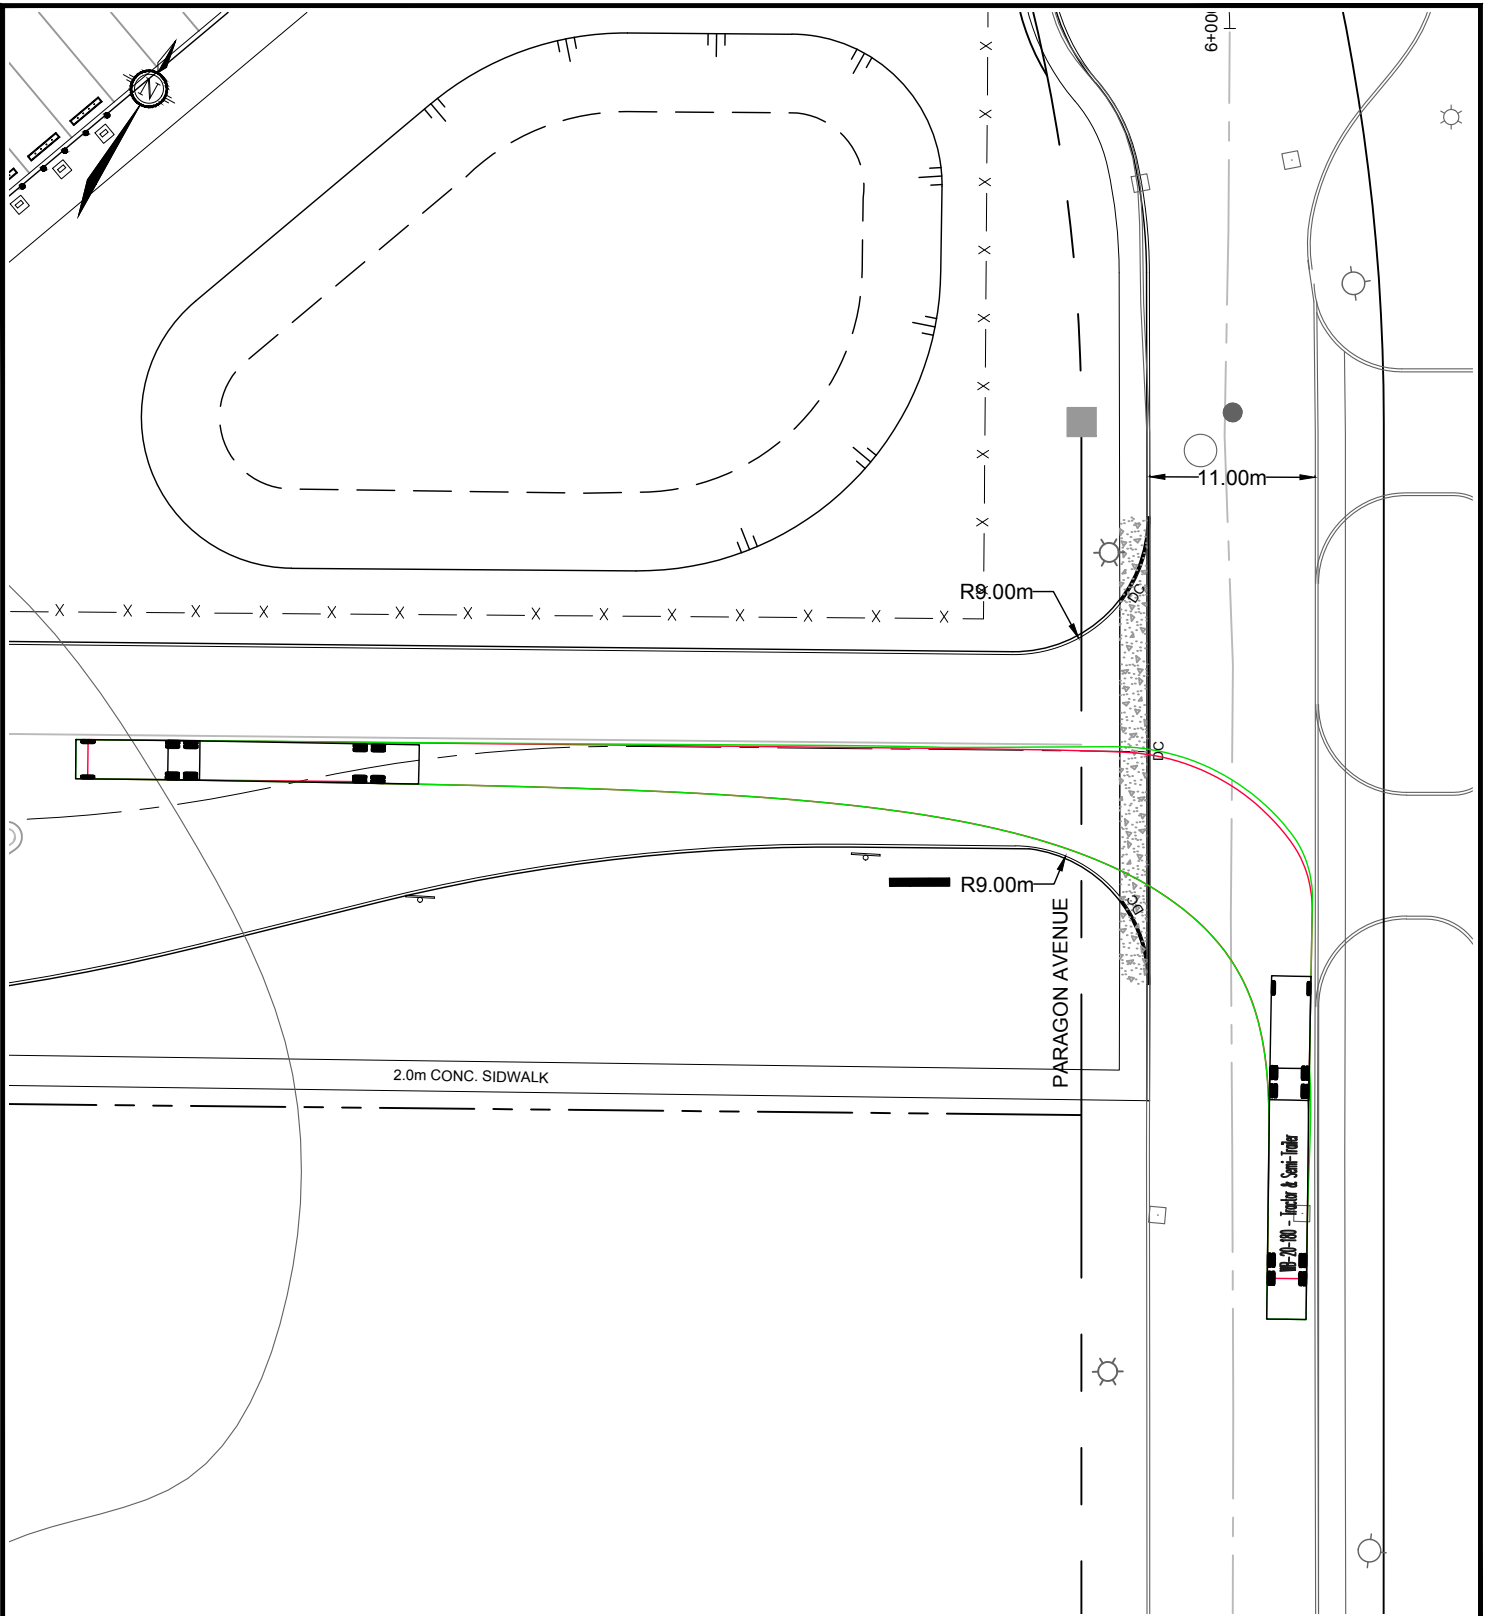 6+00
N
11.00m
R9.00m
DC
DC
R9.00m
DC
PARAGON AVENUE
2.0m CONC. SIDWALK
WB-20-180 - Tractor & Semi-Trailer
X X X X X X X X
X X X X X X X X X X X X X X